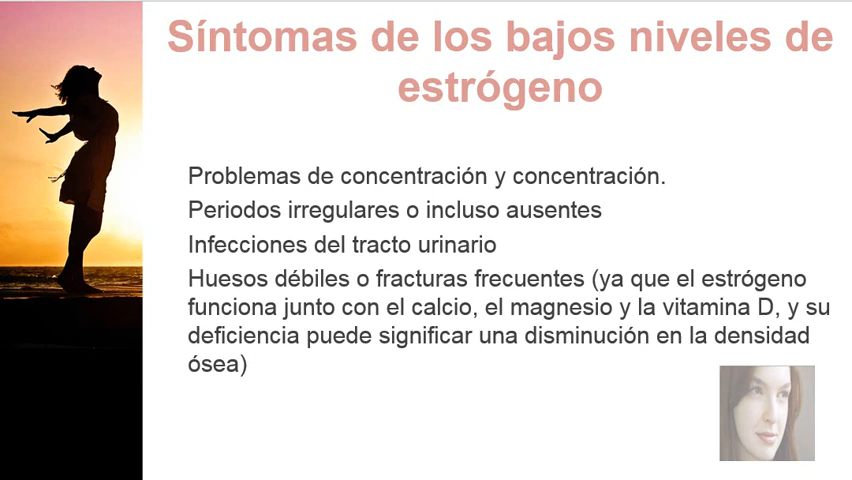 Síntomas de los bajos niveles de
estrógeno
Problemas de concentración y concentración.
Periodos irregulares o incluso ausentes
Infecciones del tracto urinario
Huesos débiles o fracturas frecuentes (ya que el estrógeno
funciona junto con el calcio, el magnesio y la vitamina D, y su
deficiencia puede significar una disminución en la densidad
ósea)